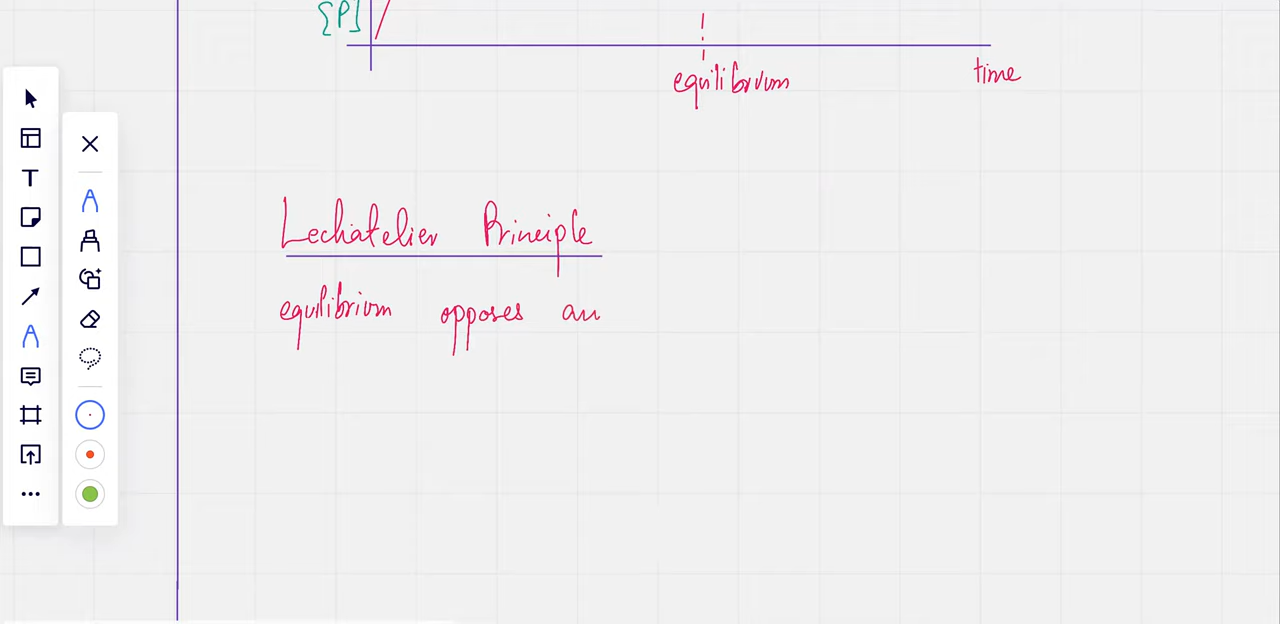 [P]
equilibrium
time
Lechatelier Principle
equilibrium opposes an
T